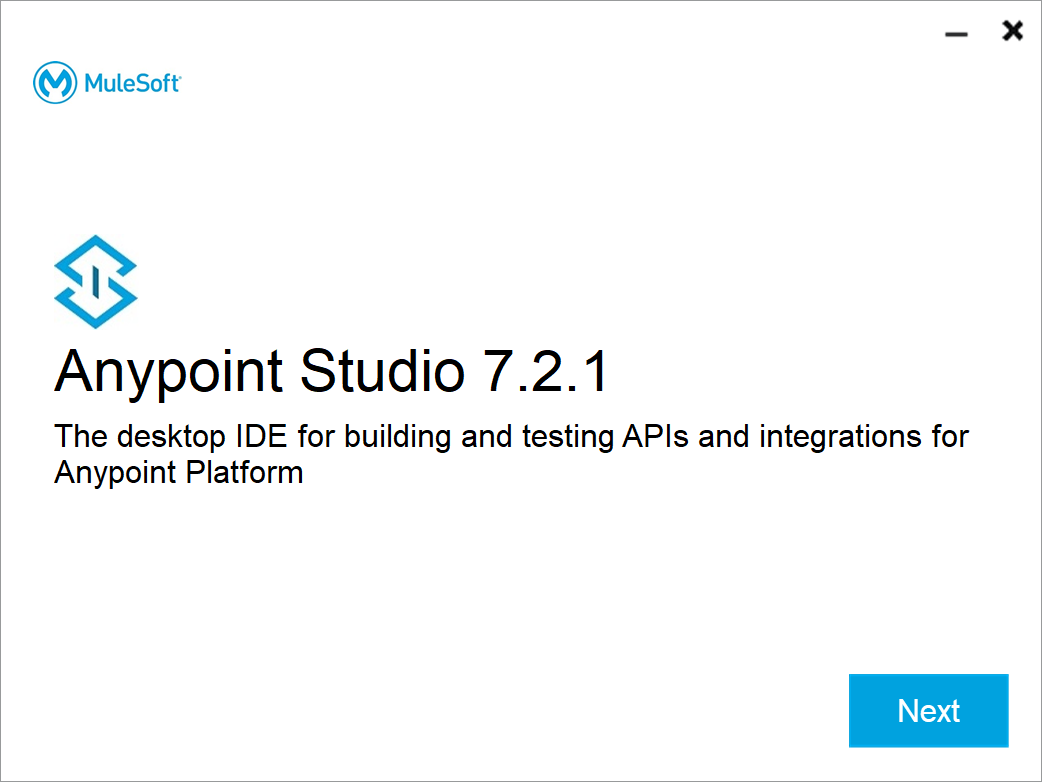 MuleSoft
Anypoint Studio 7.2.1
The desktop IDE for building and testing APIs and integrations for
Anypoint Platform
Next